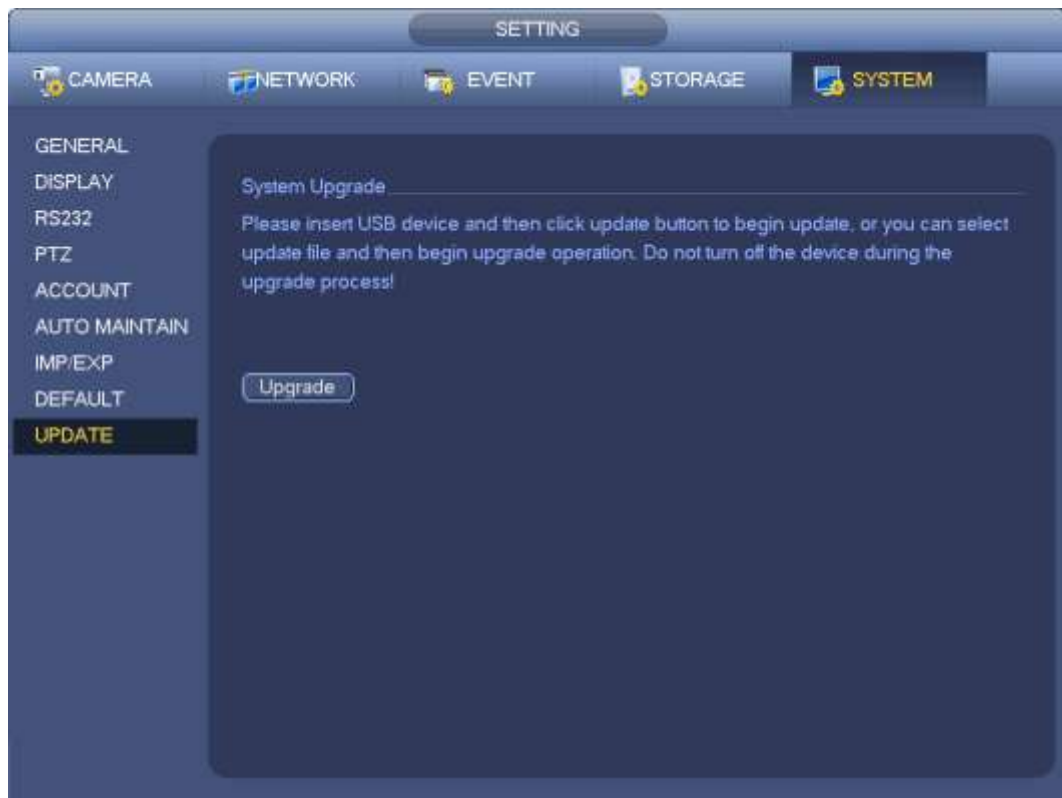 SETTING
CAMERA NETWORK EVENT STORAGE SYSTEM
GENERAL
DISPLAY
RS232
PTZ
ACCOUNT
AUTO MAINTAIN
IMP/EXP
DEFAULT
UPDATE
System Upgrade
Please insert USB device and then click update button to begin update, or you can select
update file and then begin upgrade operation. Do not turn off the device during the
upgrade process!
Upgrade